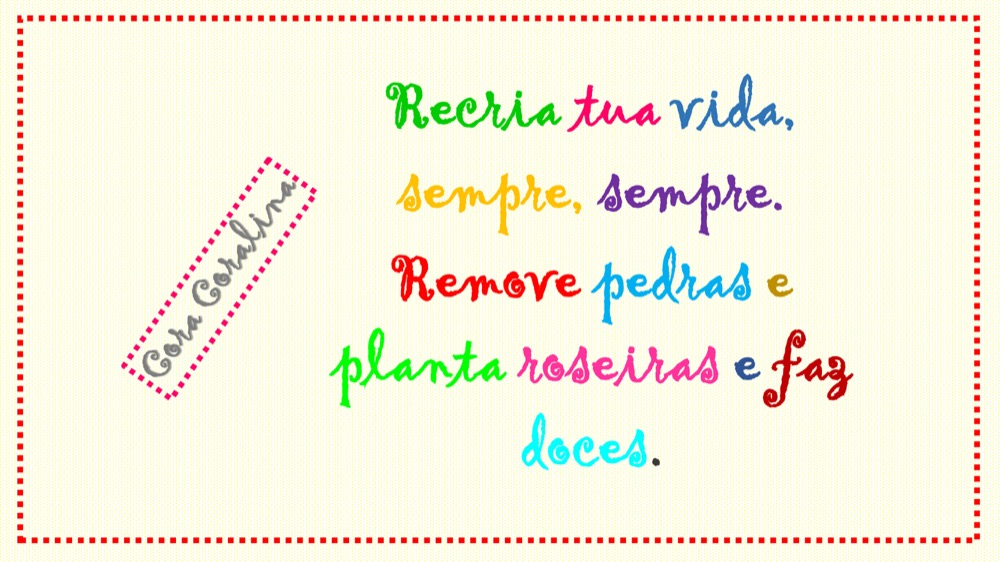 Recria tua vida,
sempre, sempre.
Remove pedras e
planta roseiras e faz
doces.
Cora Coralina